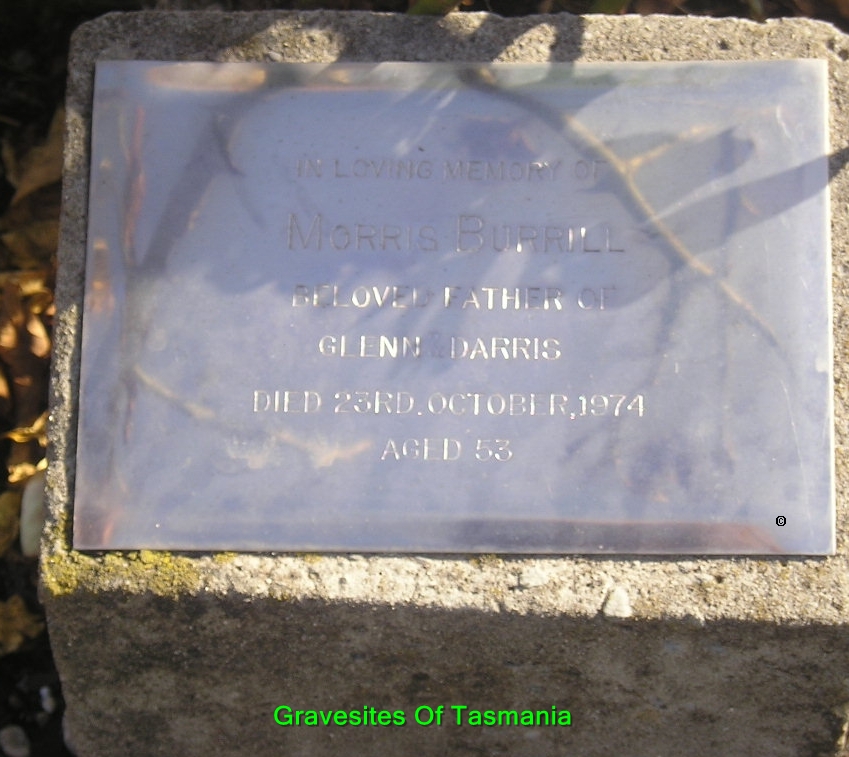 IN LOVING MEMORY OF
MORRIS BURRILL
BELOVED FATHER OF
GLENN & DARRIS
DIED 23RD. OCTOBER, 1974
AGED 53
©
Gravesites Of Tasmania